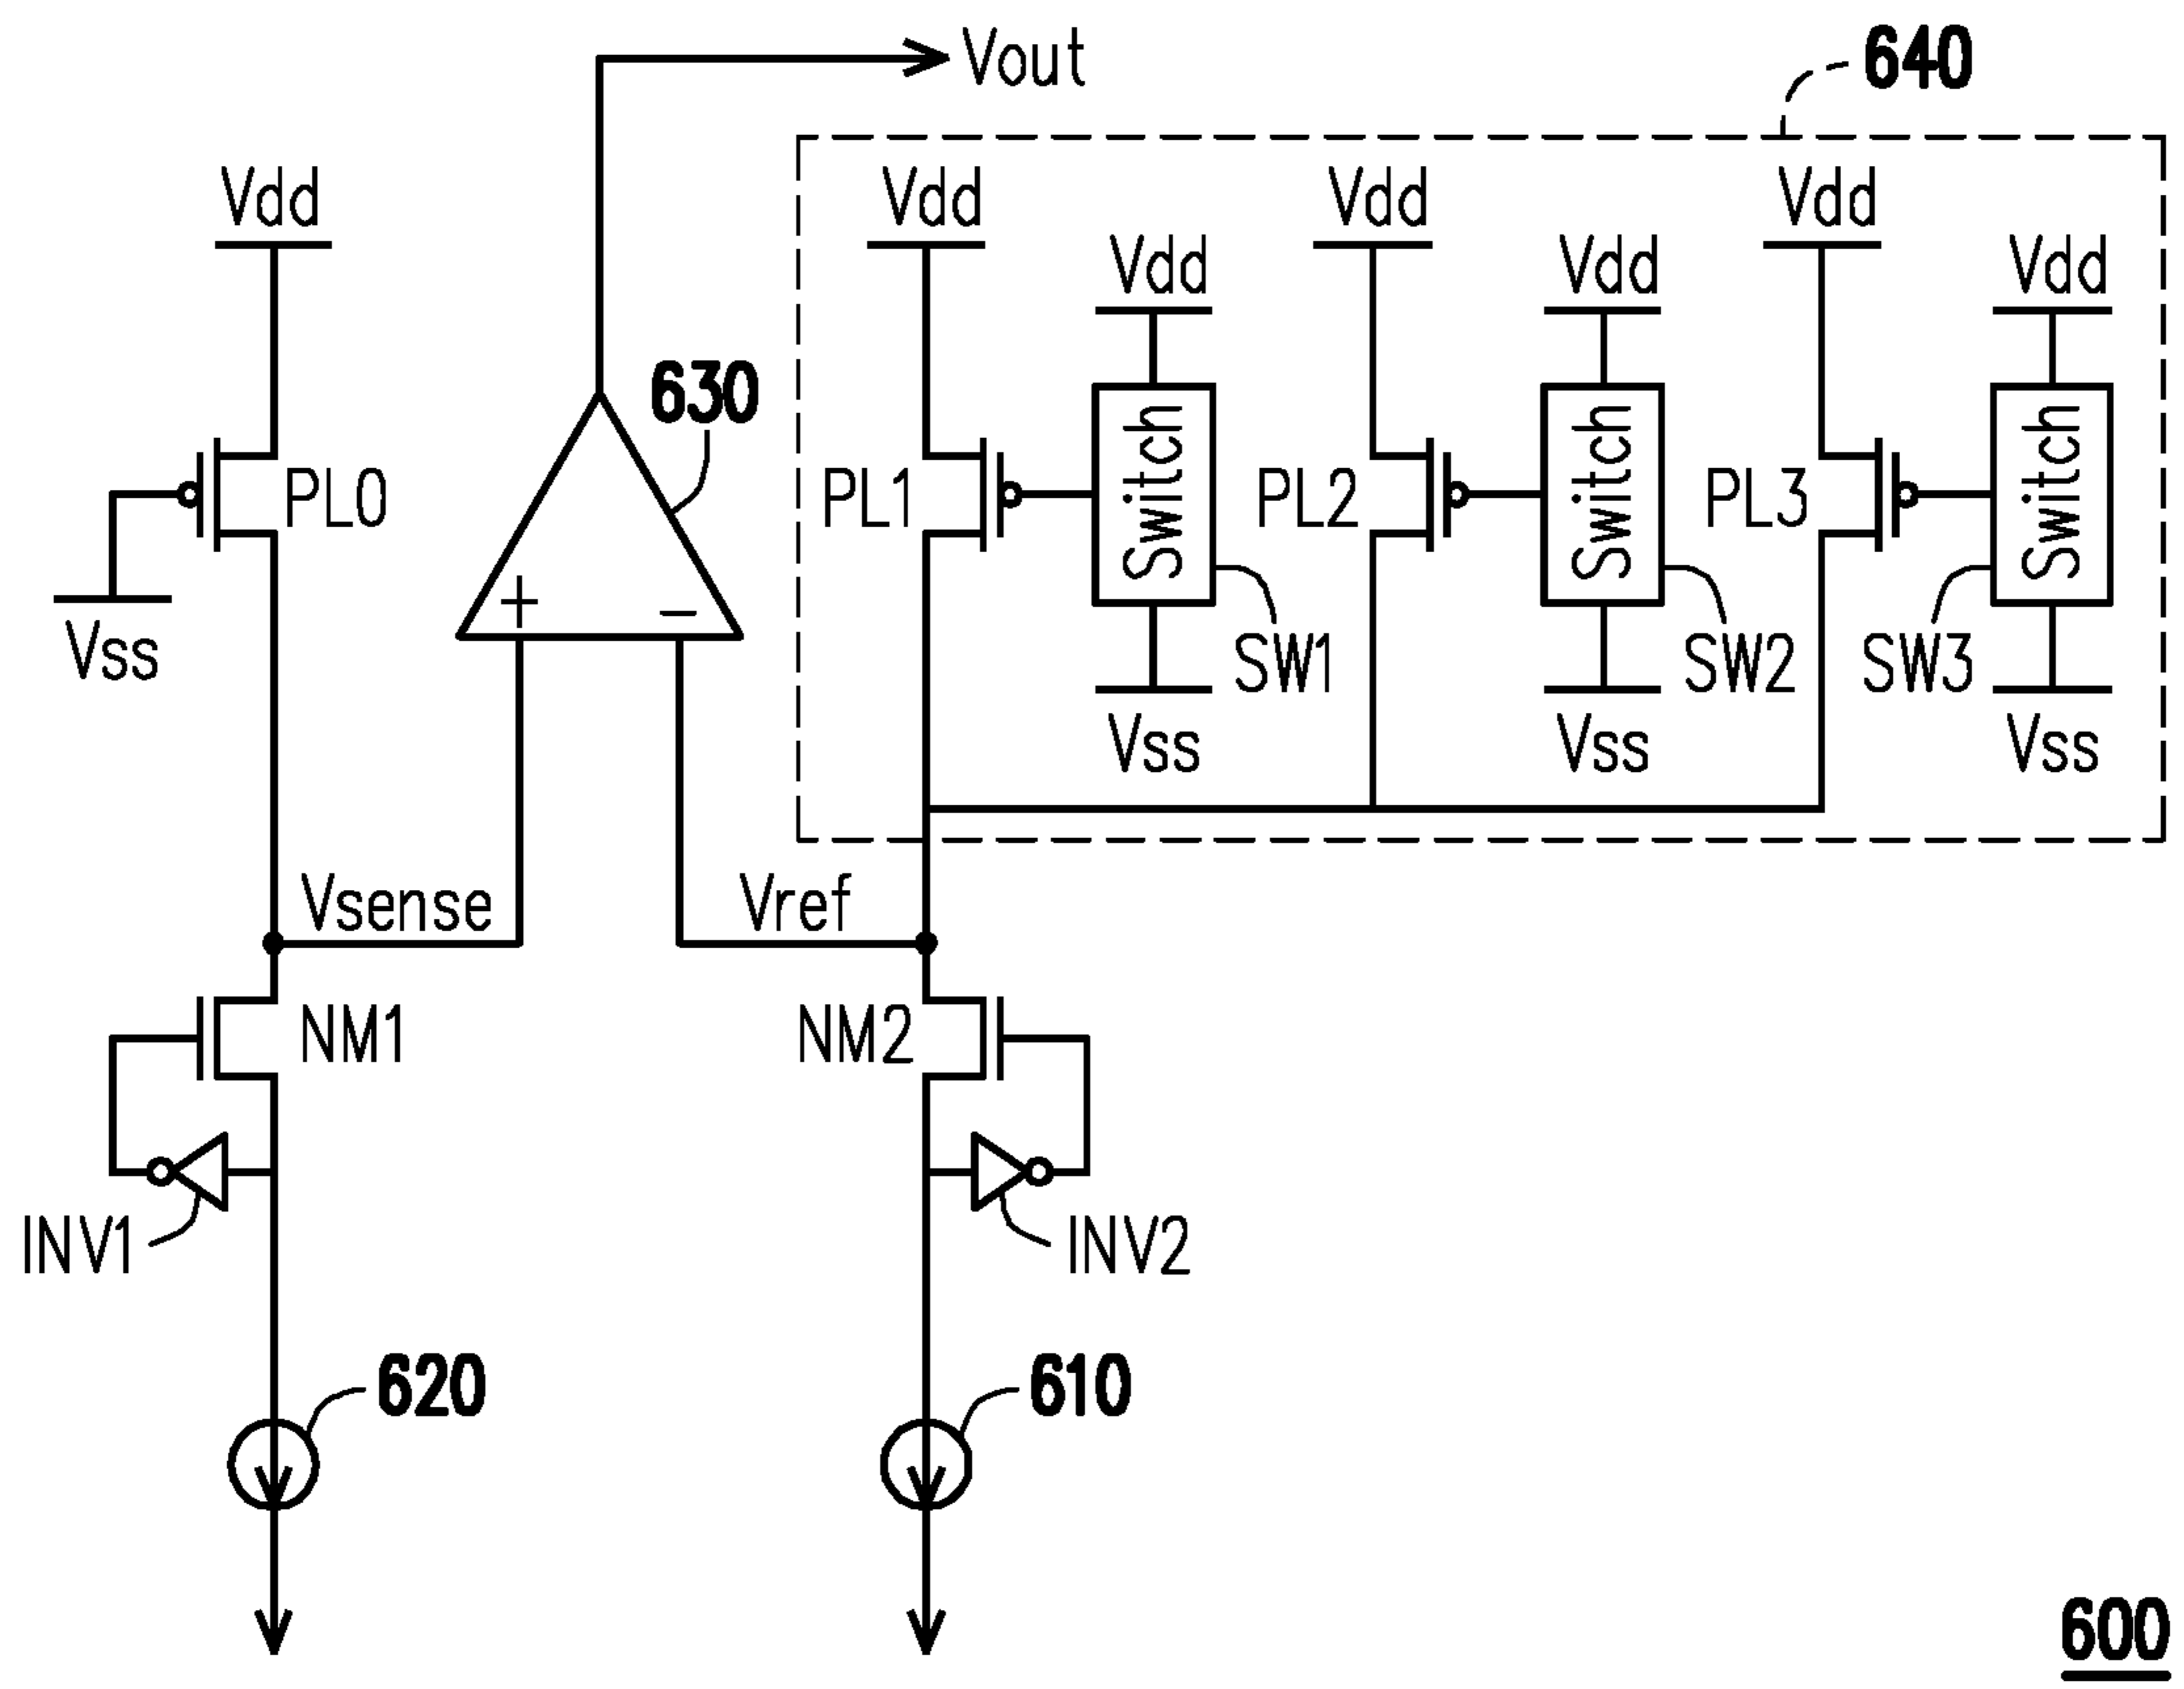 Vout
640
Vdd
Vdd
Vdd
Vdd
Vdd
Vdd
Vdd
630
PL0
PL1
Switch
PL2
Switch
PL3
Switch
+
−
Vss
SW1
SW2
SW3
Vss
Vss
Vss
Vsense
Vref
NM1
NM2
INV1
INV2
620
610
600